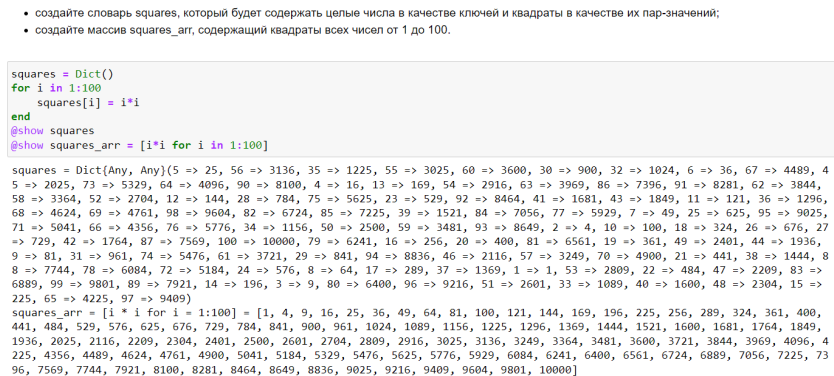 • создайте словарь squares, который будет содержать целые числа в качестве ключей и квадраты в качестве их пар-значений;
• создайте массив squares_arr, содержащий квадраты всех чисел от 1 до 100.
squares = Dict()
for i in 1:100
    squares[i] = i*i
end
@show squares
@show squares_arr = [i*i for i in 1:100]
squares = Dict{Any, Any}(5 => 25, 56 => 3136, 35 => 1225, 55 => 3025, 60 => 3600, 30 => 900, 32 => 1024, 6 => 36, 67 => 4489, 4
5 => 2025, 73 => 5329, 64 => 4096, 90 => 8100, 4 => 16, 13 => 169, 54 => 2916, 63 => 3969, 86 => 7396, 91 => 8281, 62 => 3844,
58 => 3364, 52 => 2704, 12 => 144, 28 => 784, 75 => 5625, 23 => 529, 92 => 8464, 41 => 1681, 43 => 1849, 11 => 121, 36 => 1296,
68 => 4624, 69 => 4761, 98 => 9604, 82 => 6724, 85 => 7225, 39 => 1521, 84 => 7056, 77 => 5929, 7 => 49, 25 => 625, 95 => 9025,
71 => 5041, 66 => 4356, 76 => 5776, 34 => 1156, 50 => 2500, 59 => 3481, 93 => 8649, 2 => 4, 10 => 100, 18 => 324, 26 => 676, 27
=> 729, 42 => 1764, 87 => 7569, 100 => 10000, 79 => 6241, 16 => 256, 20 => 400, 81 => 6561, 19 => 361, 49 => 2401, 44 => 1936,
9 => 81, 31 => 961, 74 => 5476, 61 => 3721, 29 => 841, 94 => 8836, 46 => 2116, 57 => 3249, 70 => 4900, 21 => 441, 38 => 1444, 8
8 => 7744, 78 => 6084, 72 => 5184, 24 => 576, 8 => 64, 17 => 289, 37 => 1369, 1 => 1, 53 => 2809, 22 => 484, 47 => 2209, 83 =>
6889, 99 => 9801, 89 => 7921, 14 => 196, 3 => 9, 80 => 6400, 96 => 9216, 51 => 2601, 33 => 1089, 40 => 1600, 48 => 2304, 15 =>
225, 65 => 4225, 97 => 9409)
squares_arr = [i * i for i = 1:100] = [1, 4, 9, 16, 25, 36, 49, 64, 81, 100, 121, 144, 169, 196, 225, 256, 289, 324, 361, 400,
441, 484, 529, 576, 625, 676, 729, 784, 841, 900, 961, 1024, 1089, 1156, 1225, 1296, 1369, 1444, 1521, 1600, 1681, 1764, 1849,
1936, 2025, 2116, 2209, 2304, 2401, 2500, 2601, 2704, 2809, 2916, 3025, 3136, 3249, 3364, 3481, 3600, 3721, 3844, 3969, 4096, 4
225, 4356, 4489, 4624, 4761, 4900, 5041, 5184, 5329, 5476, 5625, 5776, 5929, 6084, 6241, 6400, 6561, 6724, 6889, 7056, 7225, 73
96, 7569, 7744, 7921, 8100, 8281, 8464, 8649, 8836, 9025, 9216, 9409, 9604, 9801, 10000]